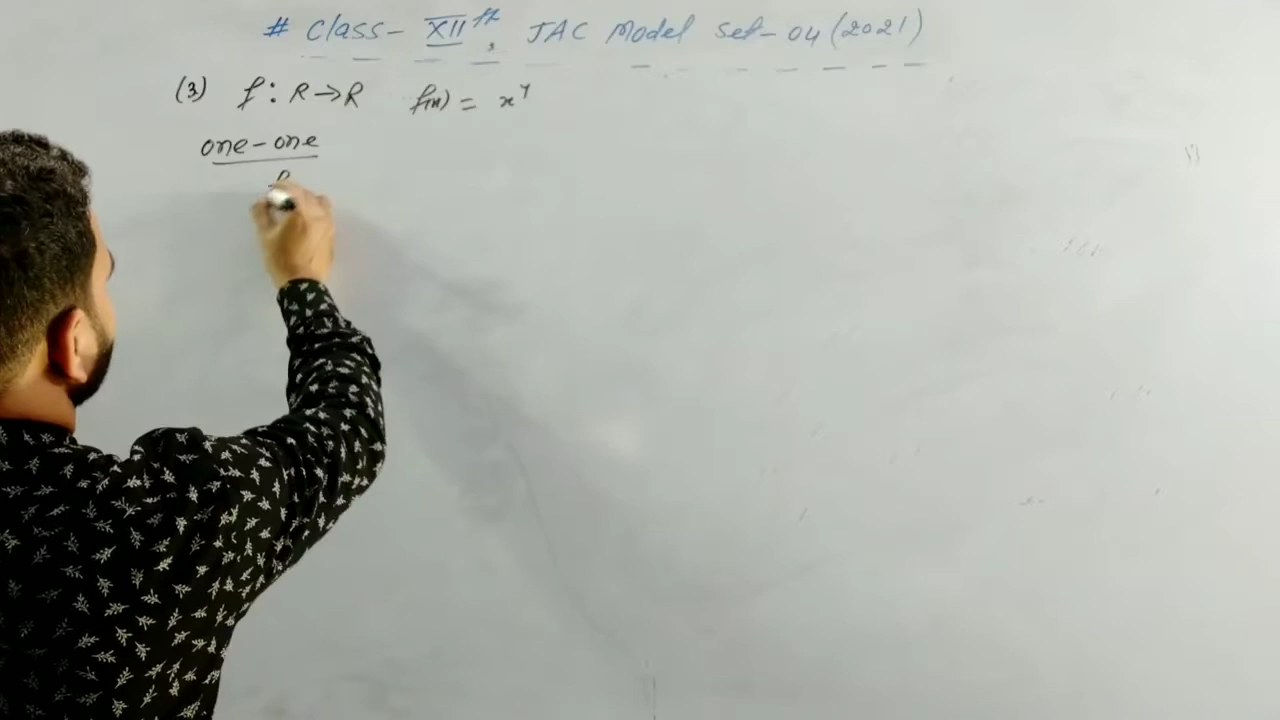 # Class- XIIth, JAC Model set-04 (2021)
(3) f: R→R f(x) = x⁴
one-one
f